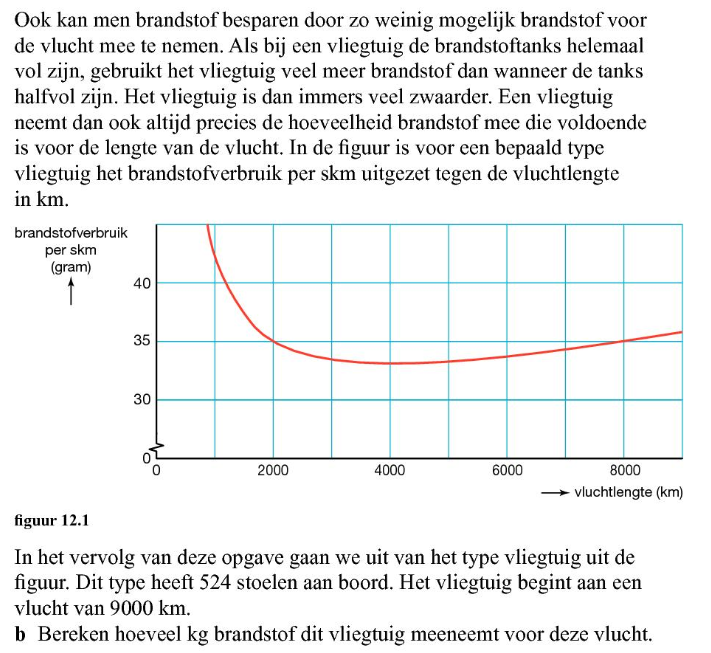 Ook kan men brandstof besparen door zo weinig mogelijk brandstof voor
de vlucht mee te nemen. Als bij een vliegtuig de brandstoftanks helemaal
vol zijn, gebruikt het vliegtuig veel meer brandstof dan wanneer de tanks
halfvol zijn. Het vliegtuig is dan immers veel zwaarder. Een vliegtuig
neemt dan ook altijd precies de hoeveelheid brandstof mee die voldoende
is voor de lengte van de vlucht. In de figuur is voor een bepaald type
vliegtuig het brandstofverbruik per skm uitgezet tegen de vluchtlengte
in km.
brandstofverbruik
per skm
(gram)
40
35
30
0
0 2000 4000 6000 8000
vluchtlengte (km)
figuur 12.1
In het vervolg van deze opgave gaan we uit van het type vliegtuig uit de
figuur. Dit type heeft 524 stoelen aan boord. Het vliegtuig begint aan een
vlucht van 9000 km.
b Bereken hoeveel kg brandstof dit vliegtuig meeneemt voor deze vlucht.